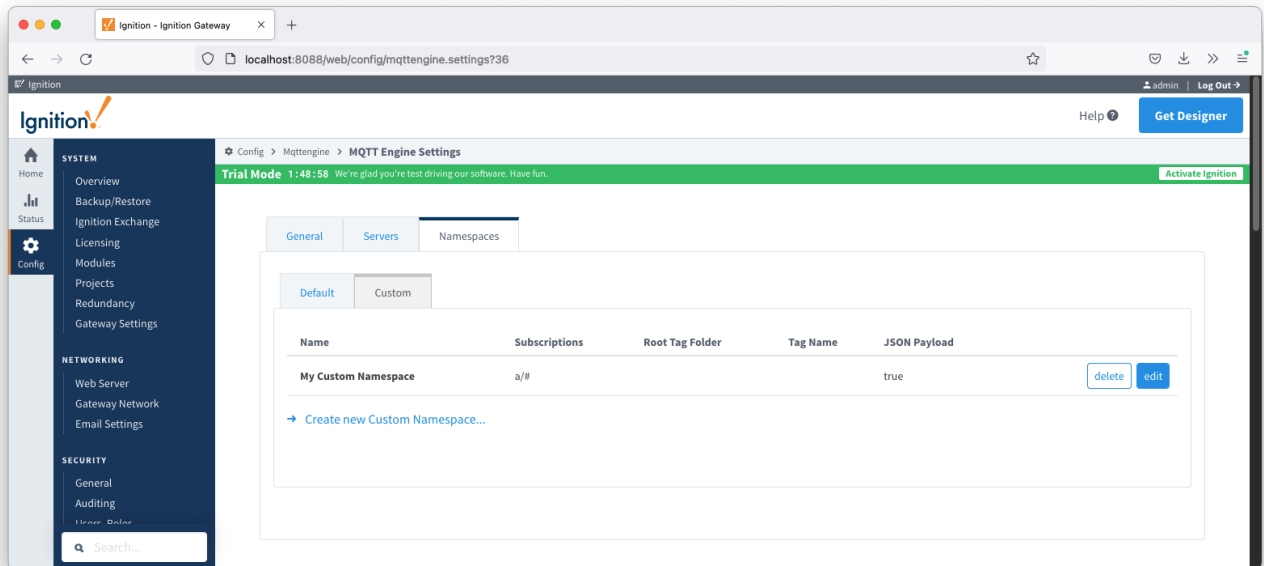 Ignition - Ignition Gateway
localhost:8088/web/config/mqttengine.settings?36
Ignition
admin | Log Out
Ignition!
Help
Get Designer
Home
Status
Config
SYSTEM
Overview
Backup/Restore
Ignition Exchange
Licensing
Modules
Projects
Redundancy
Gateway Settings
NETWORKING
Web Server
Gateway Network
Email Settings
SECURITY
General
Auditing
Users, Roles
Search...
Config > Mqttengine > MQTT Engine Settings
Trial Mode 1:48:58 We're glad you're test driving our software. Have fun.
Activate Ignition
General Servers Namespaces
Default Custom
Name Subscriptions Root Tag Folder Tag Name JSON Payload
My Custom Namespace a/# true delete edit
Create new Custom Namespace...